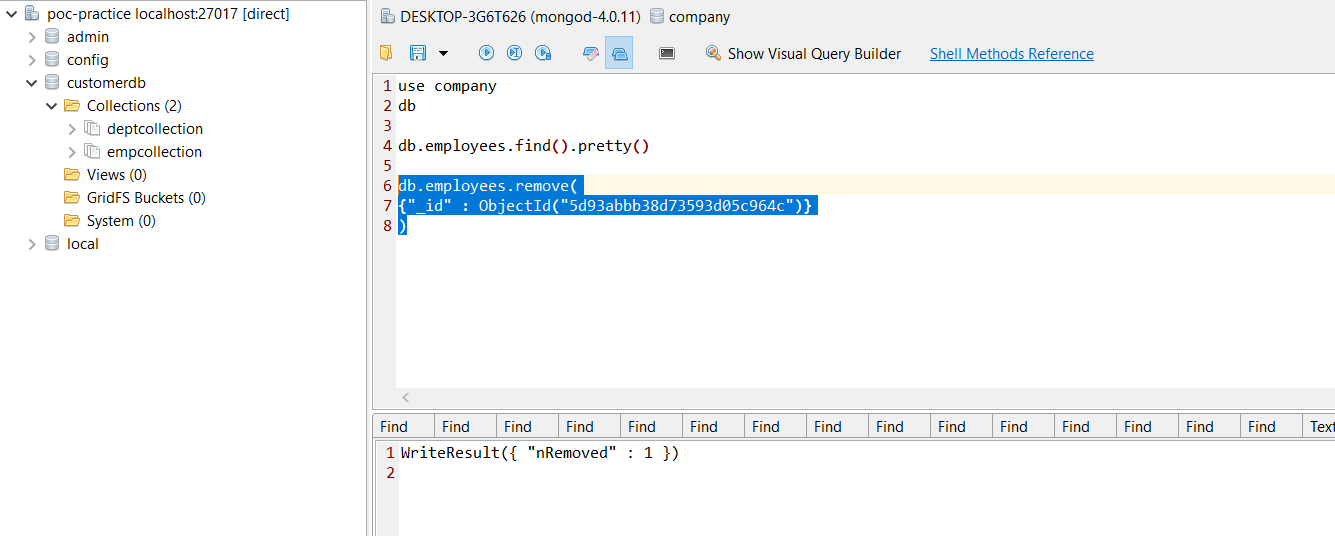 poc-practice localhost:27017 [direct]
admin
config
customerdb
Collections (2)
deptcollection
empcollection
Views (0)
GridFS Buckets (0)
System (0)
local
DESKTOP-3G6T626 (mongod-4.0.11) company
Show Visual Query Builder Shell Methods Reference
1 use company
2 db
3
4 db.employees.find().pretty()
5
6 db.employees.remove(
7 {"_id" : ObjectId("5d93abbb38d73593d05c964c")}
8 )
Find Find Find Find Find Find Find Find Find Find Find Find Find Find Find Text
1 WriteResult({ "nRemoved" : 1 })
2